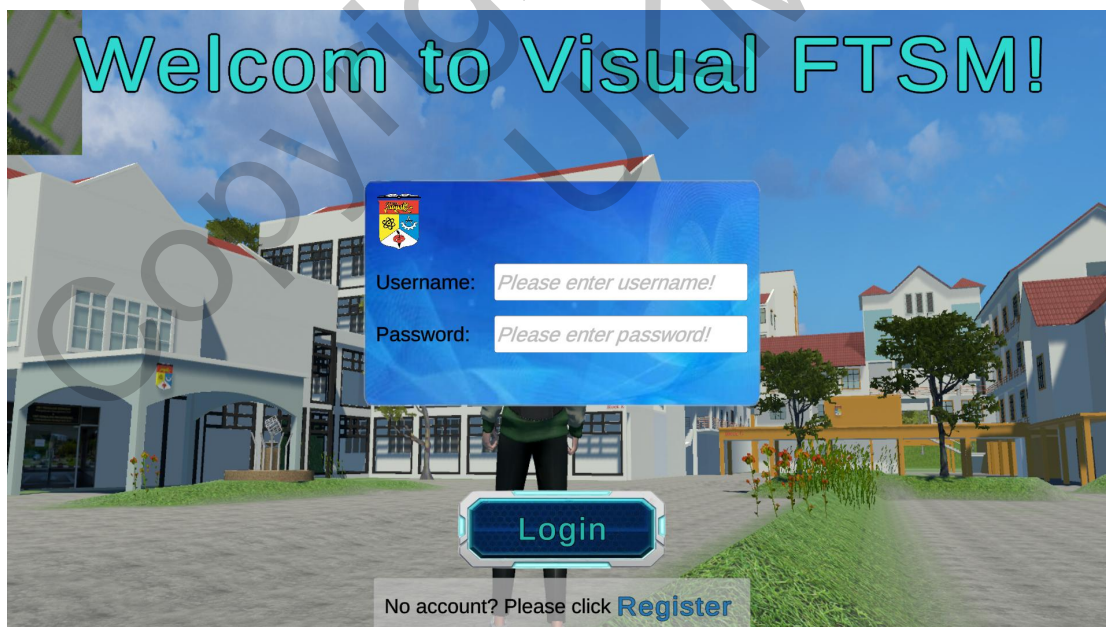 Welcom to Visual FTSM!
Username:
Please enter username!
Password:
Please enter password!
Login
No account? Please click Register